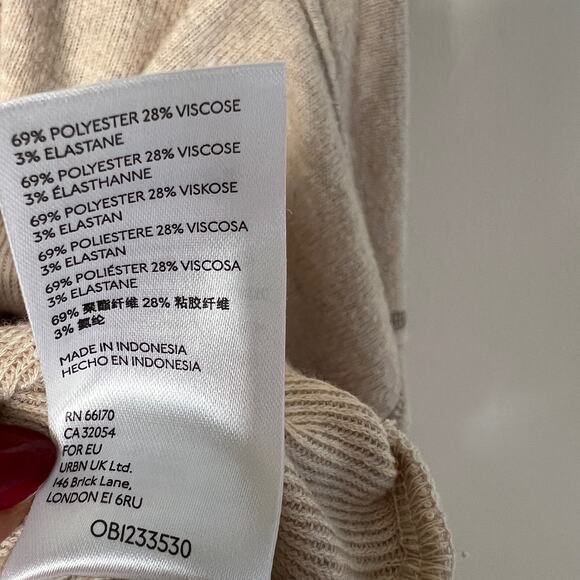 69% POLYESTER 28% VISCOSE
3% ELASTANE
69% POLYESTER 28% VISCOSE
3% ÉLASTHANNE
69% POLYESTER 28% VISKOSE
3% ELASTAN
69% POLIESTERE 28% VISCOSA
3% ELASTAN
69% POLIÉSTER 28% VISCOSA
3% ELASTANE
69% 聚酯纤维 28% 粘胶纤维
3% 氨纶
MADE IN INDONESIA
HECHO EN INDONESIA
RN 66170
CA 32054
FOR EU
URBN UK Ltd.
146 Brick Lane,
LONDON E1 6RU
OB1233530